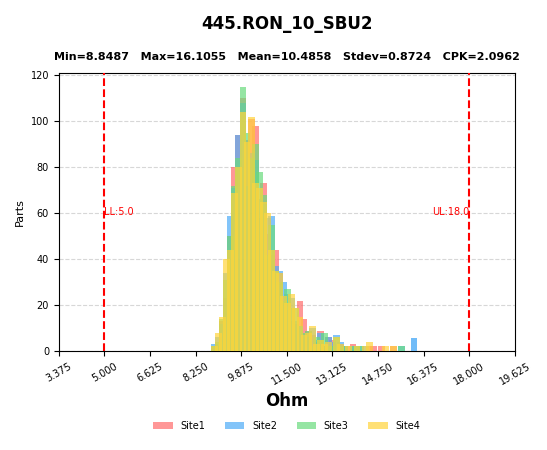 445.RON_10_SBU2
Min=8.8487 Max=16.1055 Mean=10.4858 Stdev=0.8724 CPK=2.0962
120
100
80
60
40
20
0
Parts
LL:5.0
UL:18.0
3.375 5.000 6.625 8.250 9.875 11.500 13.125 14.750 16.375 18.000 19.625
Ohm
Site1 Site2 Site3 Site4